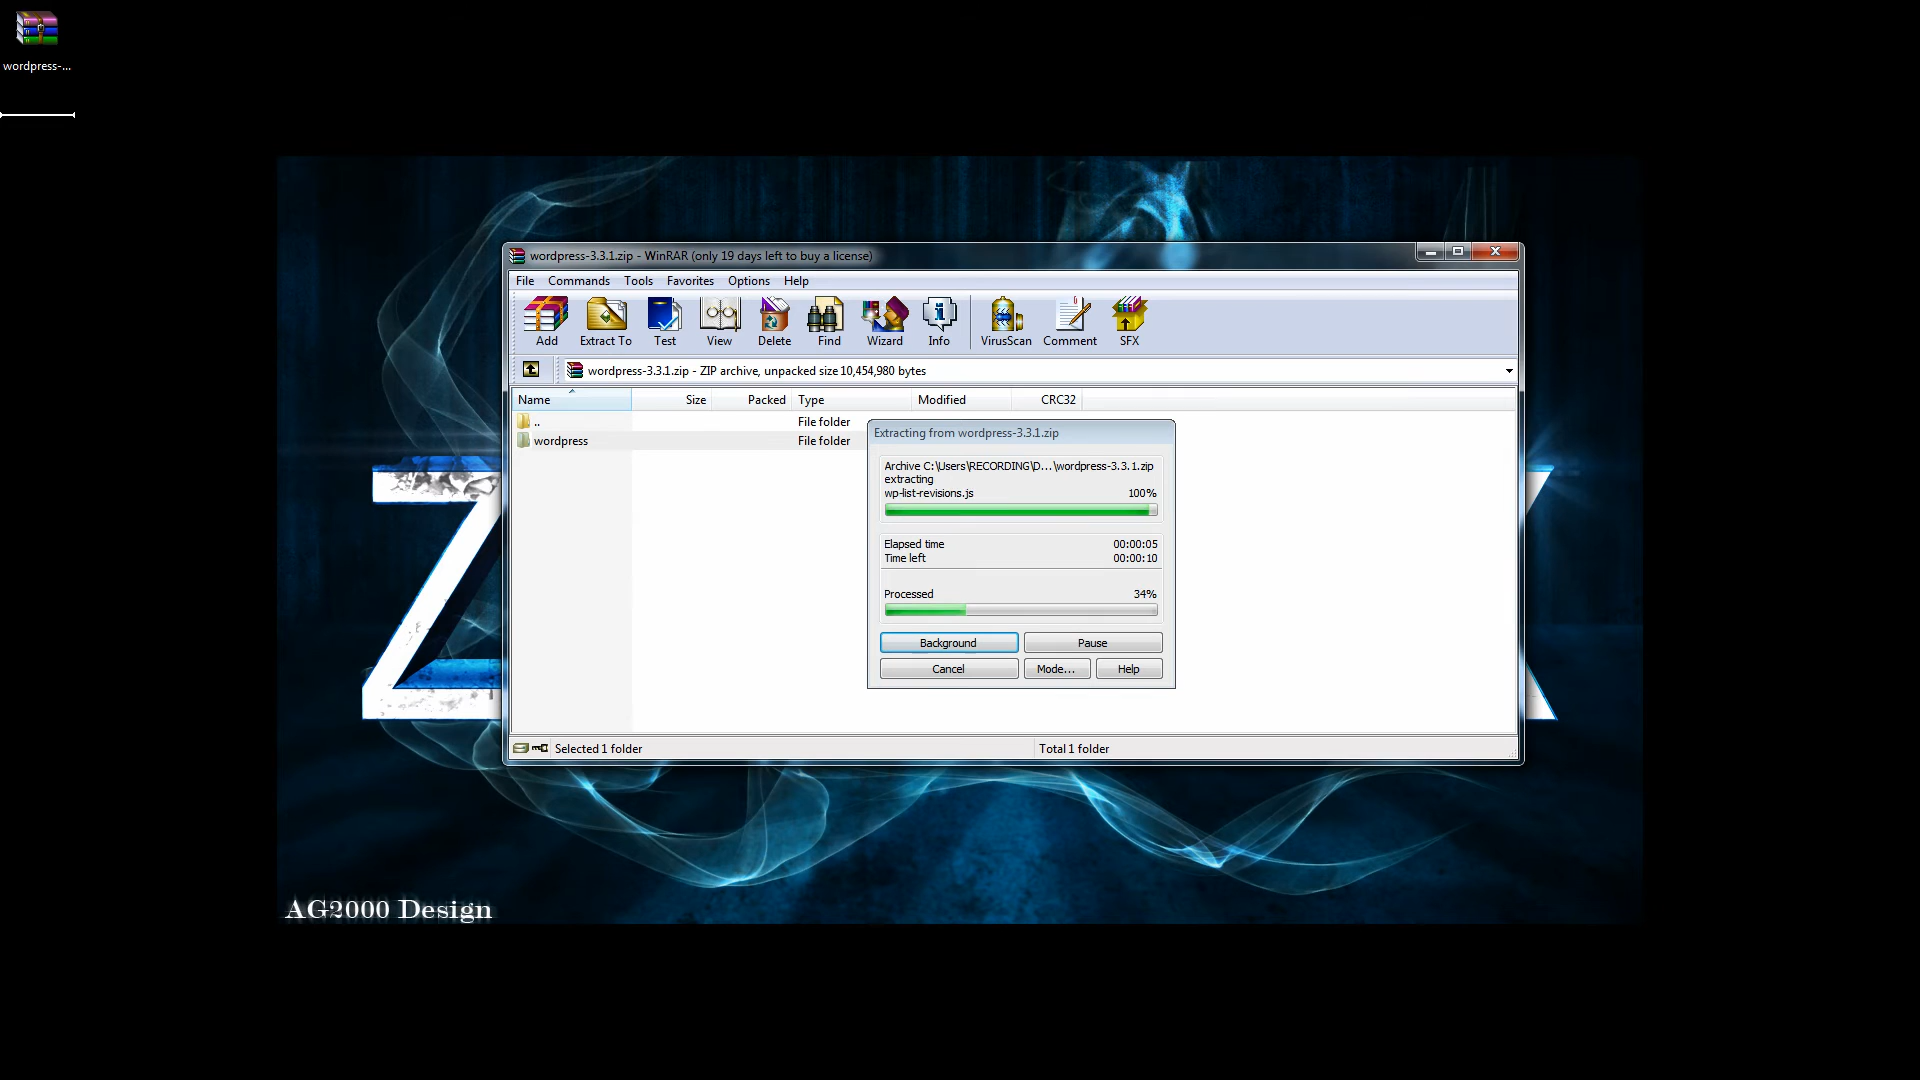 wordpress-...
wordpress-3.3.1.zip - WinRAR (only 19 days left to buy a license)
File Commands Tools Favorites Options Help
Add Extract To Test View Delete Find Wizard Info VirusScan Comment SFX
wordpress-3.3.1.zip - ZIP archive, unpacked size 10,454,980 bytes
Name Size Packed Type Modified CRC32
.. File folder
wordpress File folder
Extracting from wordpress-3.3.1.zip
Archive C:\Users\RECORDING\D...\wordpress-3.3.1.zip
extracting
wp-list-revisions.js 100%
Elapsed time 00:00:05
Time left 00:00:10
Processed 34%
Background Pause
Cancel Mode... Help
Selected 1 folder Total 1 folder
Z
AG2000 Design